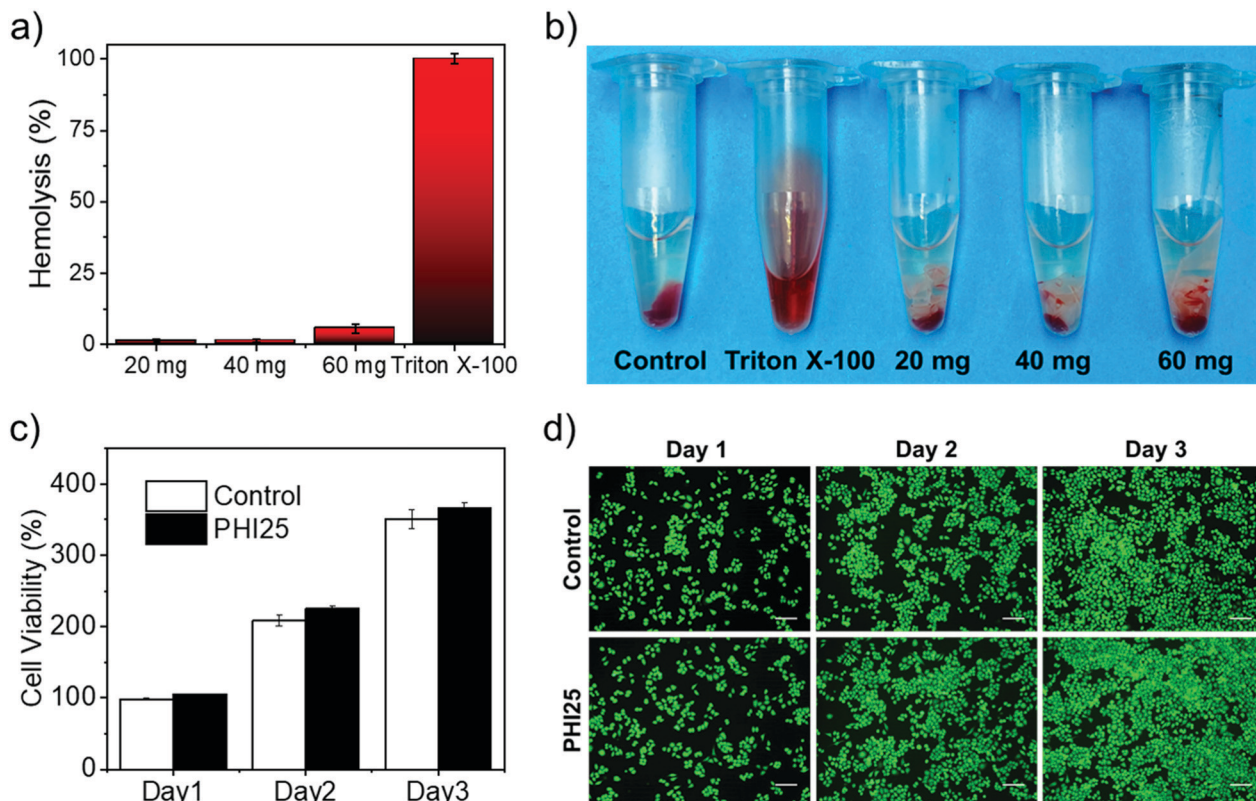 a)
Hemolysis (%)
100
75
50
25
0
20 mg 40 mg 60 mg Triton X-100
b)
Control Triton X-100 20 mg 40 mg 60 mg
c)
Cell Viability (%)
400
300
200
100
0
Control
PHI25
Day1 Day2 Day3
d)
Day 1 Day 2 Day 3
Control
PHI25